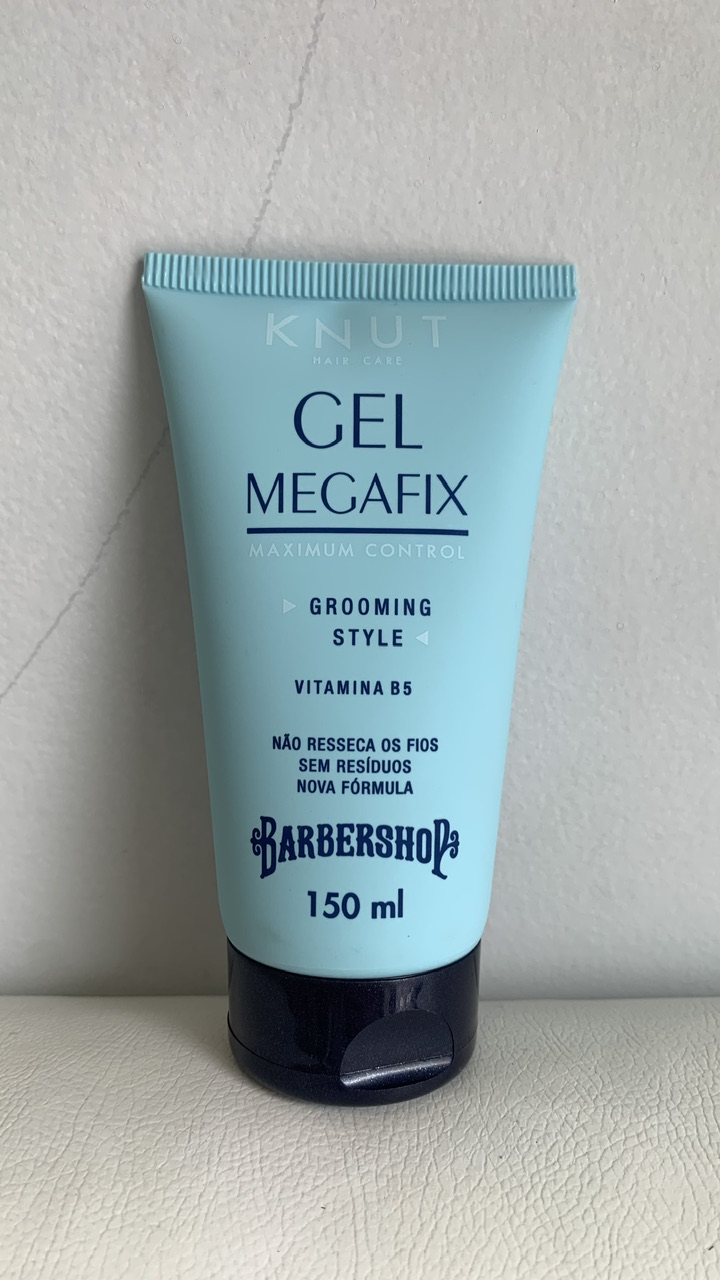 KNUT
HAIR CARE
GEL
MEGAFIX
MAXIMUM CONTROL
GROOMING
STYLE
VITAMINA B5
NÃO RESSECA OS FIOS
SEM RESÍDUOS
NOVA FÓRMULA
BARBERSHOP
150 ml